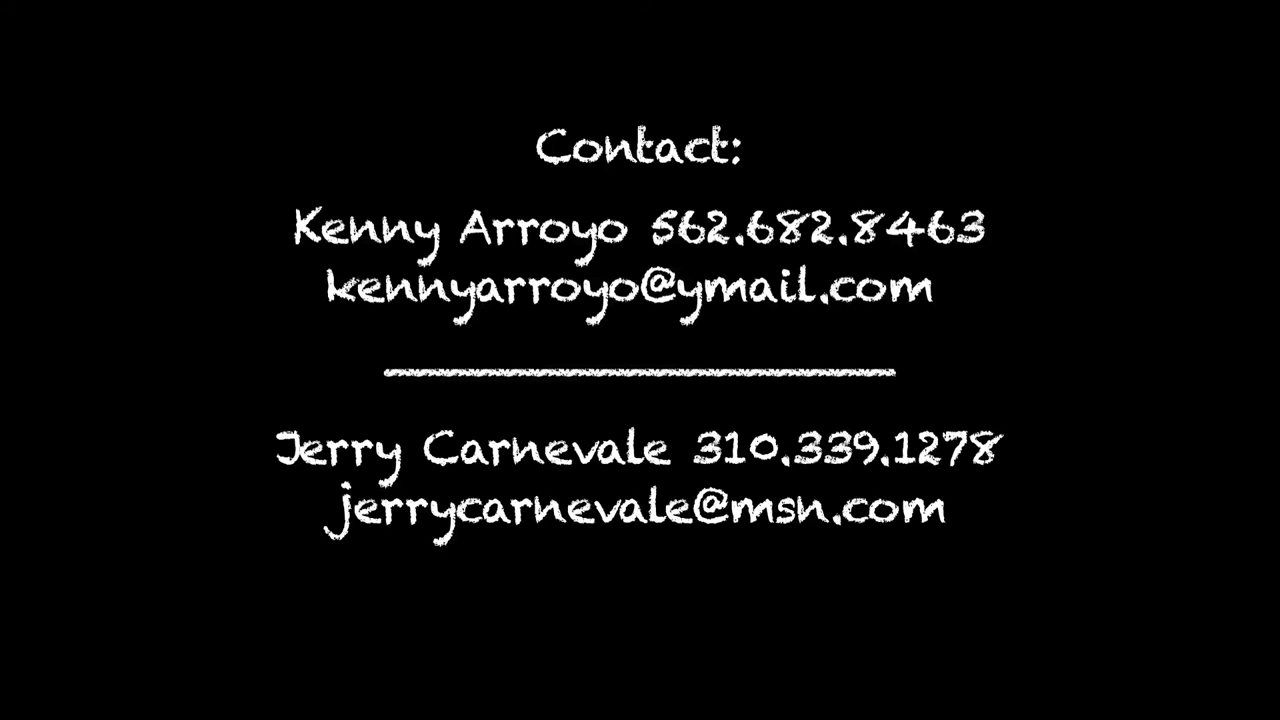 Contact:
Kenny Arroyo 562.682.8463
kennyarroyo@ymail.com
Jerry Carnevale 310.339.1278
jerrycarnevale@msn.com